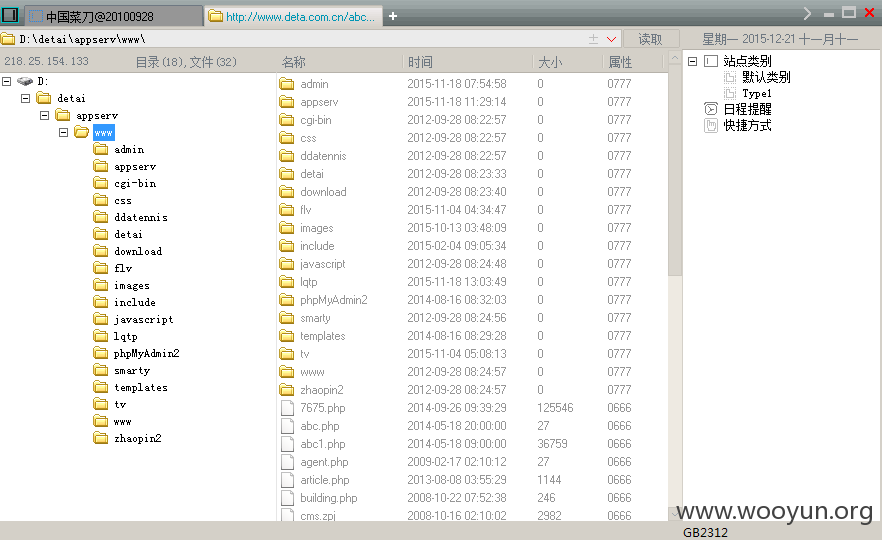 中国菜刀@20100928 http://www.deta.com.cn/abc...
D:\detai\appserv\www\ 读取 星期一 2015-12-21 十一月十一
218.25.154.133 目录(18),文件(32) 名称 时间 大小 属性
D:
detai
appserv
www
admin
appserv
cgi-bin
css
ddatennis
detai
download
flv
images
include
javascript
lqtp
phpMyAdmin2
smarty
templates
tv
www
zhaopin2
admin 2015-11-18 07:54:58 0 0777
appserv 2015-11-18 11:29:14 0 0777
cgi-bin 2012-09-28 08:22:57 0 0777
css 2012-09-28 08:22:57 0 0777
ddatennis 2012-09-28 08:22:57 0 0777
detai 2012-09-28 08:23:33 0 0777
download 2012-09-28 08:23:40 0 0777
flv 2015-11-04 04:34:47 0 0777
images 2015-10-13 03:48:09 0 0777
include 2015-02-04 09:05:34 0 0777
javascript 2012-09-28 08:24:48 0 0777
lqtp 2015-11-18 13:03:49 0 0777
phpMyAdmin2 2014-08-16 08:32:03 0 0777
smarty 2012-09-28 08:24:56 0 0777
templates 2014-08-16 08:29:28 0 0777
tv 2015-11-04 05:08:13 0 0777
www 2012-09-28 08:24:57 0 0777
zhaopin2 2012-09-28 08:24:57 0 0777
7675.php 2014-09-26 09:39:29 125546 0666
abc.php 2014-05-18 20:00:00 27 0666
abc1.php 2014-05-18 09:00:00 36759 0666
agent.php 2009-02-17 02:10:12 27 0666
article.php 2013-08-08 03:55:29 1144 0666
building.php 2008-10-22 07:52:38 246 0666
cms.zpj 2008-10-16 02:10:02 2982 0666
站点类别
默认类别
Type1
日程提醒
快捷方式
www.wooyun.org
GB2312